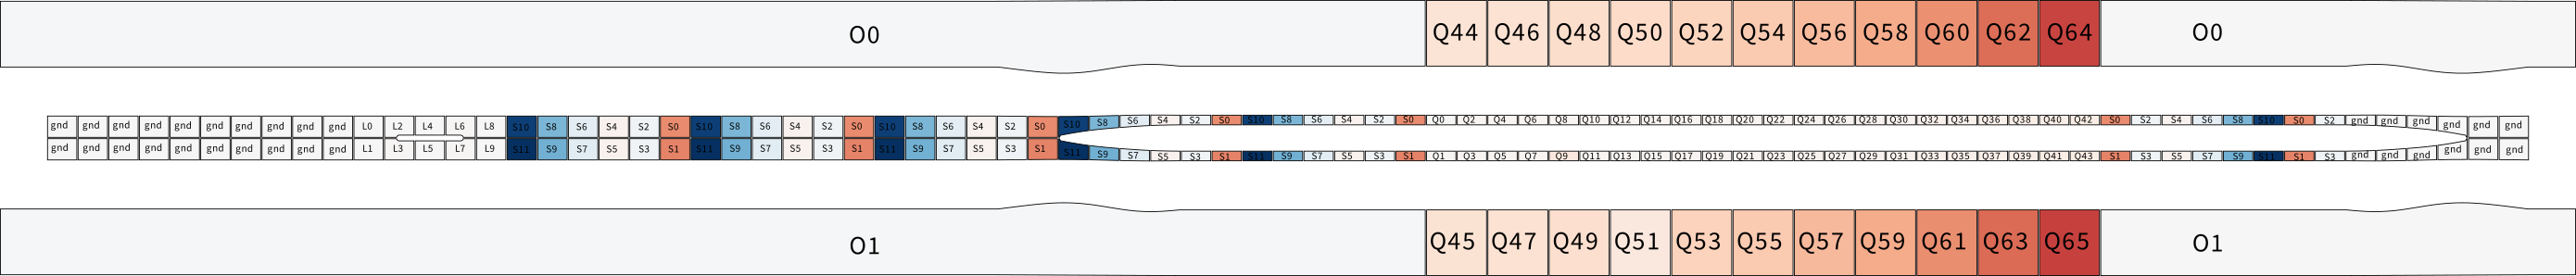 O0 Q44 Q46 Q48 Q50 Q52 Q54 Q56 Q58 Q60 Q62 Q64 O0
gnd gnd gnd gnd gnd gnd gnd gnd gnd gnd L0 L2 L4 L6 L8 S10 S8 S6 S4 S2 S0 S10 S8 S6 S4 S2 S0 S10 S8 S6 S4 S2 S0 S10 S8 S6 S4 S2 S0 S10 S8 S6 S4 S2 S0 Q0 Q2 Q4 Q6 Q8 Q10 Q12 Q14 Q16 Q18 Q20 Q22 Q24 Q26 Q28 Q30 Q32 Q34 Q36 Q38 Q40 Q42 S0 S2 S4 S6 S8 S10 S0 S2 gnd gnd gnd gnd gnd gnd
gnd gnd gnd gnd gnd gnd gnd gnd gnd gnd L1 L3 L5 L7 L9 S11 S9 S7 S5 S3 S1 S11 S9 S7 S5 S3 S1 S11 S9 S7 S5 S3 S1 S11 S9 S7 S5 S3 S1 S11 S9 S7 S5 S3 S1 Q1 Q3 Q5 Q7 Q9 Q11 Q13 Q15 Q17 Q19 Q21 Q23 Q25 Q27 Q29 Q31 Q33 Q35 Q37 Q39 Q41 Q43 S1 S3 S5 S7 S9 S11 S1 S3 gnd gnd gnd gnd gnd gnd
O1 Q45 Q47 Q49 Q51 Q53 Q55 Q57 Q59 Q61 Q63 Q65 O1